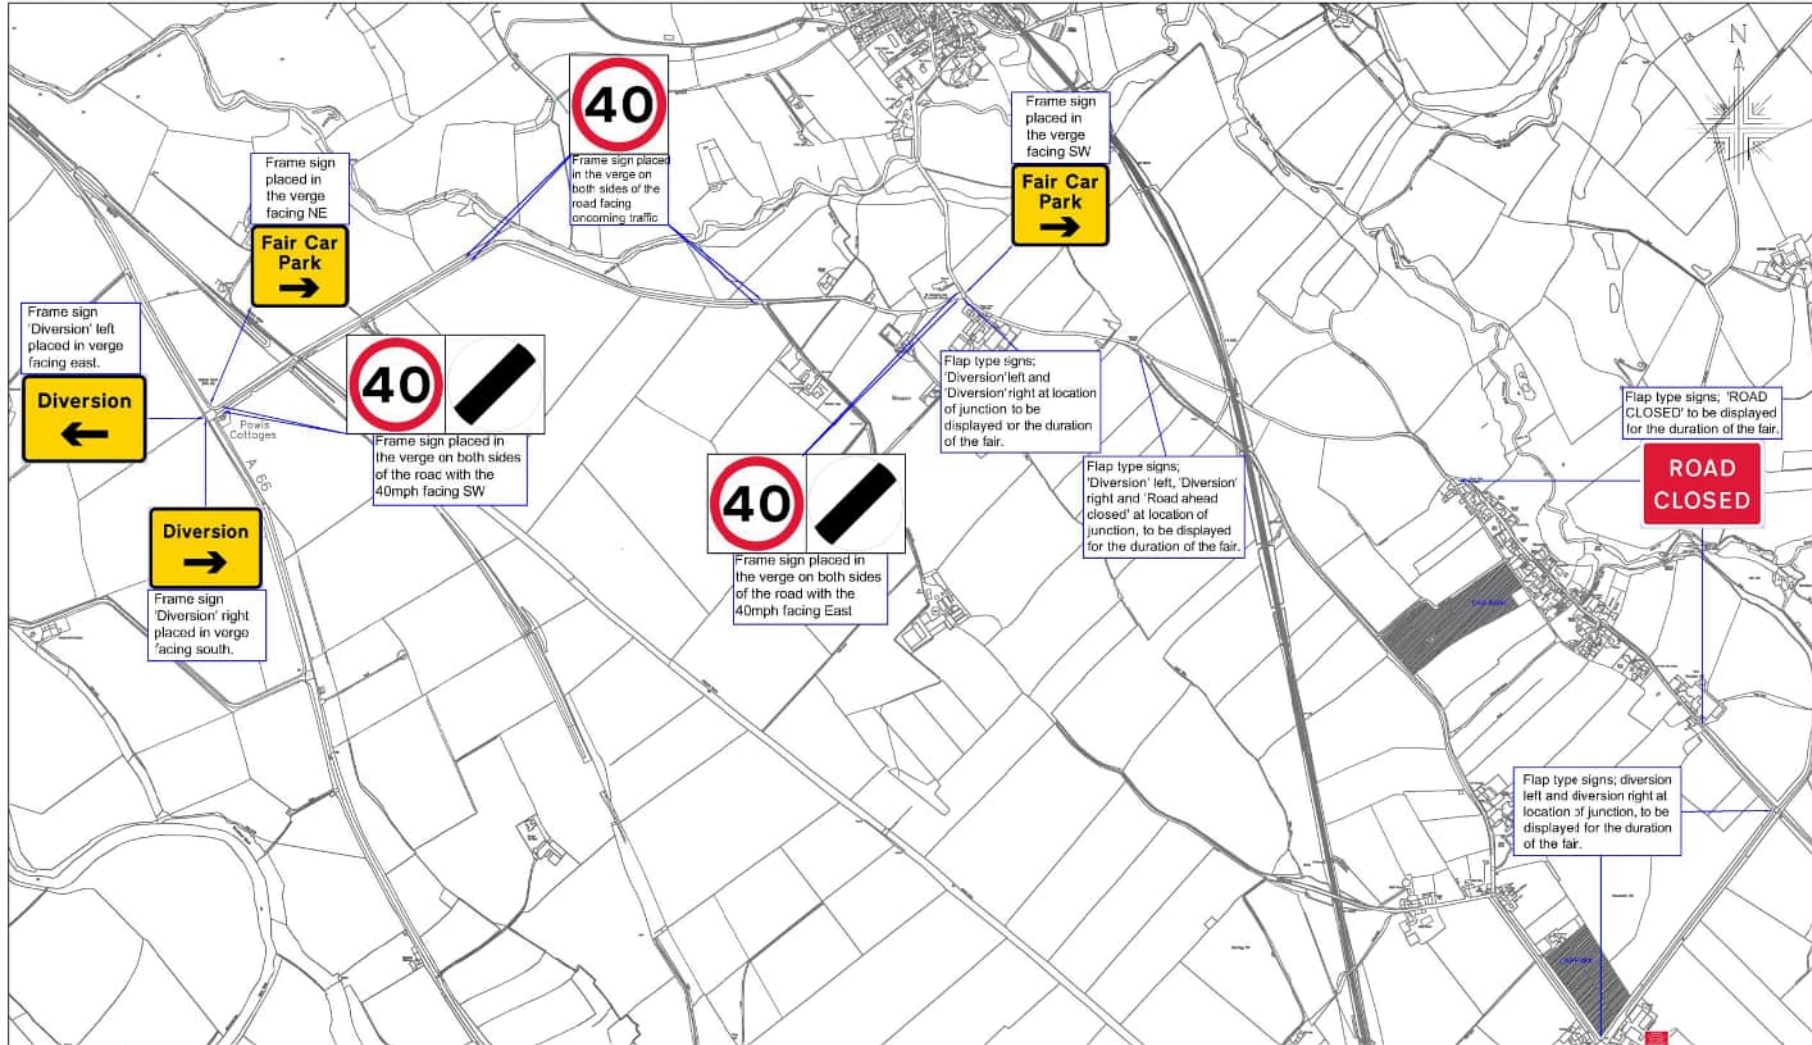 N
40
Frame sign placed
in the verge on
both sides of the
road facing
oncoming traffic
Frame sign
placed in
the verge
facing SW
Fair Car
Park
Frame sign
placed in
the verge
facing NE
Fair Car
Park
Frame sign
'Diversion' left
placed in verge
facing east.
Diversion
40
Frame sign placed in
the verge on both sides
of the road with the
40mph facing SW
Powis
Cottages
A 66
Diversion
Frame sign
'Diversion' right
placed in verge
facing south.
40
Frame sign placed in
the verge on both sides
of the road with the
40mph facing East
Flap type signs;
'Diversion'left and
'Diversion'right at location
of junction to be
displayed for the duration
of the fair.
Flap type signs;
'Diversion' left, 'Diversion'
right and 'Road ahead
closed' at location of
junction, to be displayed
for the duration of the fair.
Flap type signs; 'ROAD
CLOSED' to be displayed
for the duration of the fair.
ROAD
CLOSED
CAR PARK
Flap type signs; diversion
left and diversion right at
location of junction, to be
displayed for the duration
of the fair.
CAR PARK